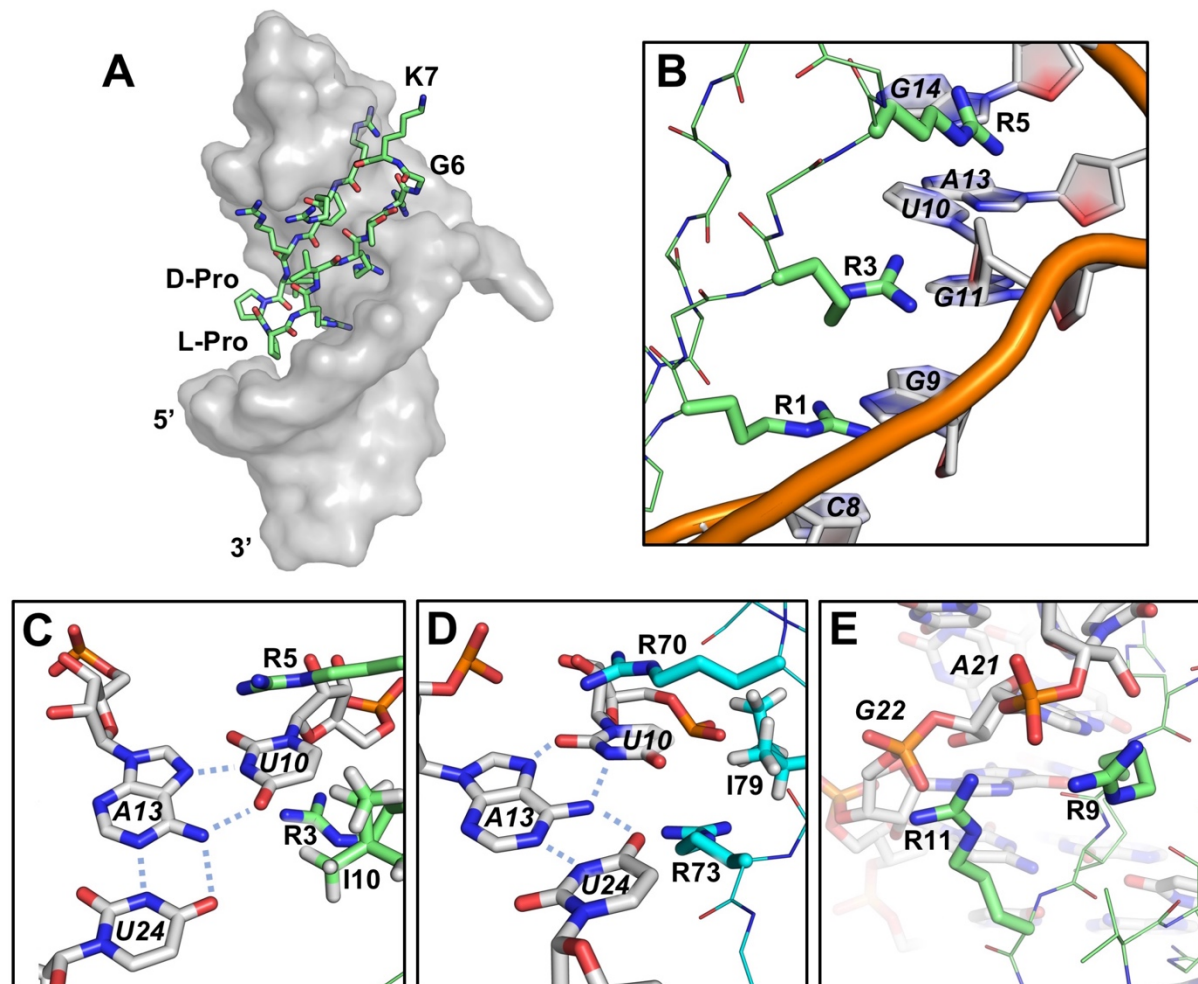 A
K7
G6
D-Pro
L-Pro
5’
3’
B
G14
R5
A13
U10
R3
G11
G9
R1
C8
C
R5
U10
A13
R3
I10
U24
D
R70
U10
I79
A13
R73
U24
E
A21
G22
R9
R11